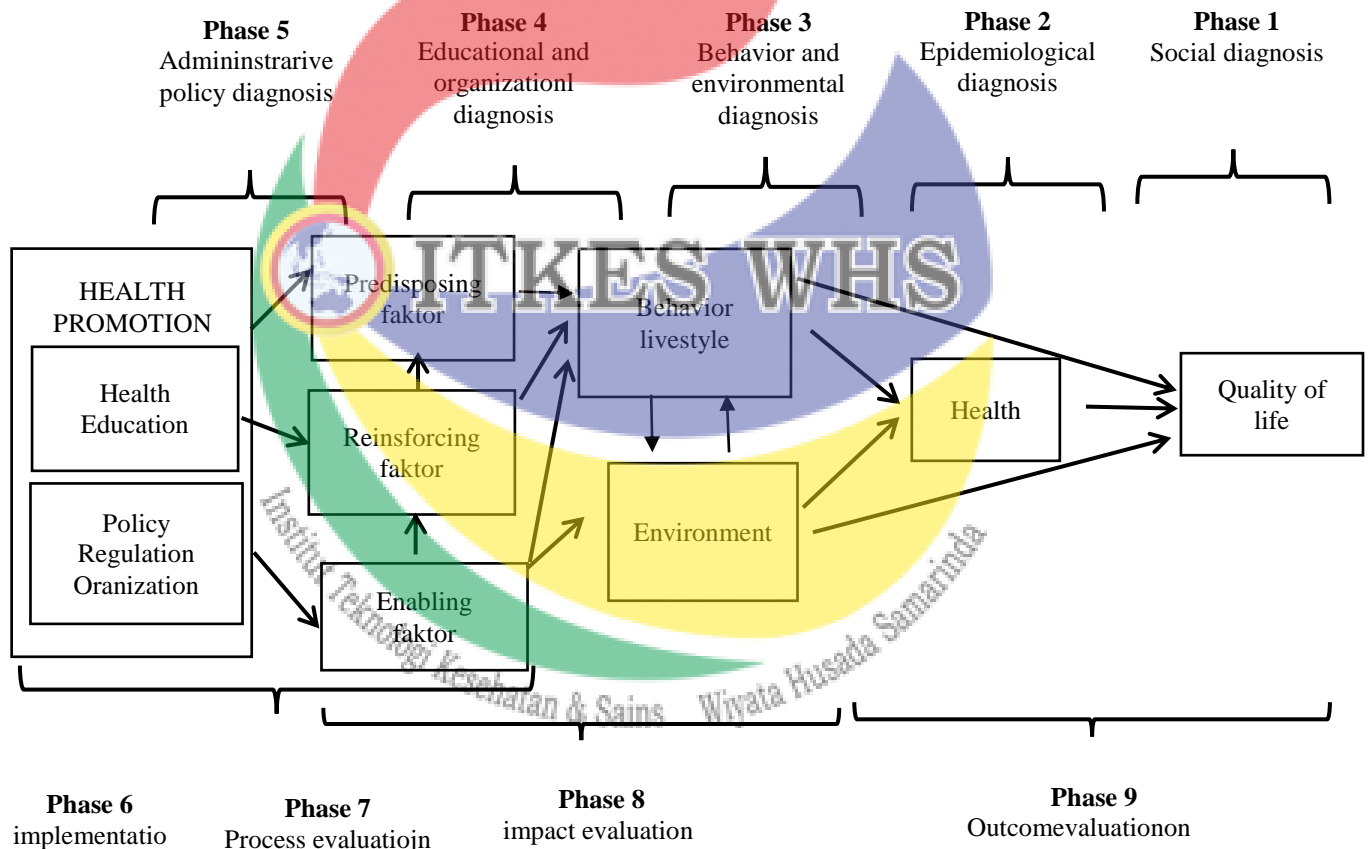 Phase 5
Admininstrarive
policy diagnosis
Phase 4
Educational and
organizationl
diagnosis
Phase 3
Behavior and
environmental
diagnosis
Phase 2
Epidemiological
diagnosis
Phase 1
Social diagnosis
ITKES WHS
HEALTH
PROMOTION
Health
Education
Policy
Regulation
Oranization
Predisposing
faktor
Reinsforcing
faktor
Enabling
faktor
Behavior
livestyle
Environment
Health
Quality of
life
Institut Teknologi Kesehatan & Sains Wiyata Husada Samarinda
Phase 6
implementatio
Phase 7
Process evaluatiojn
Phase 8
impact evaluation
Phase 9
Outcomevaluationon